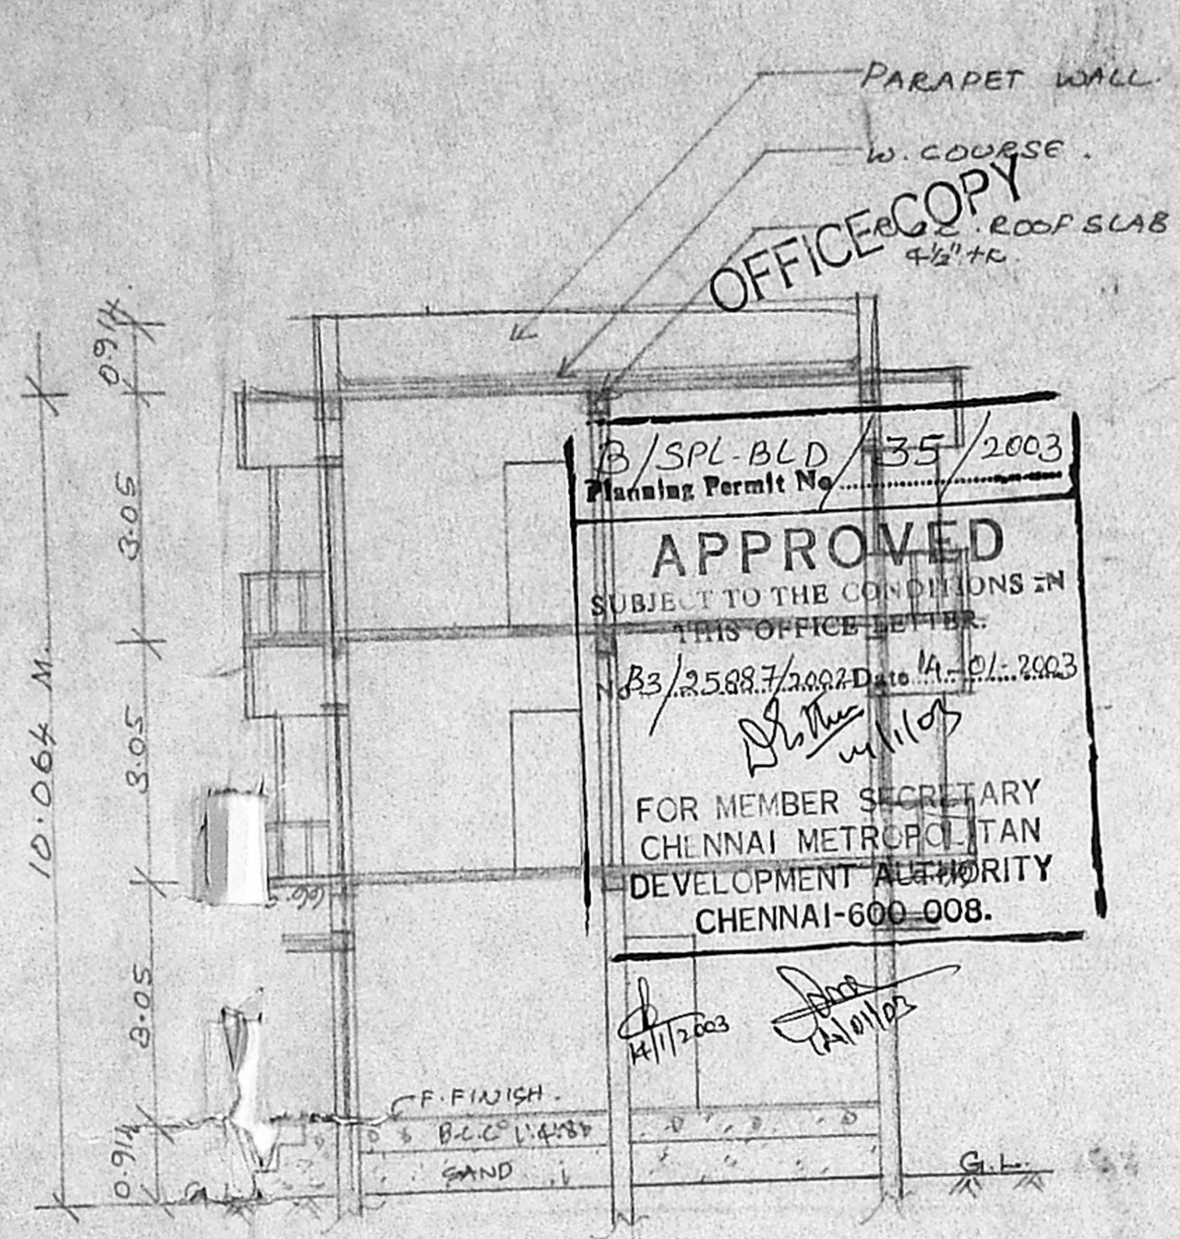 PARAPET WALL.
W. COURSE.
R.C.C. ROOF SLAB
4½" tk.
OFFICE COPY
0.914
3.05
3.05
3.05
0.914
10.064 M.
B/SPL-BLD/35/2003
Planning Permit No
APPROVED
SUBJECT TO THE CONDITIONS IN
THIS OFFICE LETTER.
No B3/25887/2002 Date 14-01-2003
14/1/03
FOR MEMBER SECRETARY
CHENNAI METROPOLITAN
DEVELOPMENT AUTHORITY
CHENNAI-600 008.
14/1/2003
14/01/03
F. FINISH.
SAND
G.L.